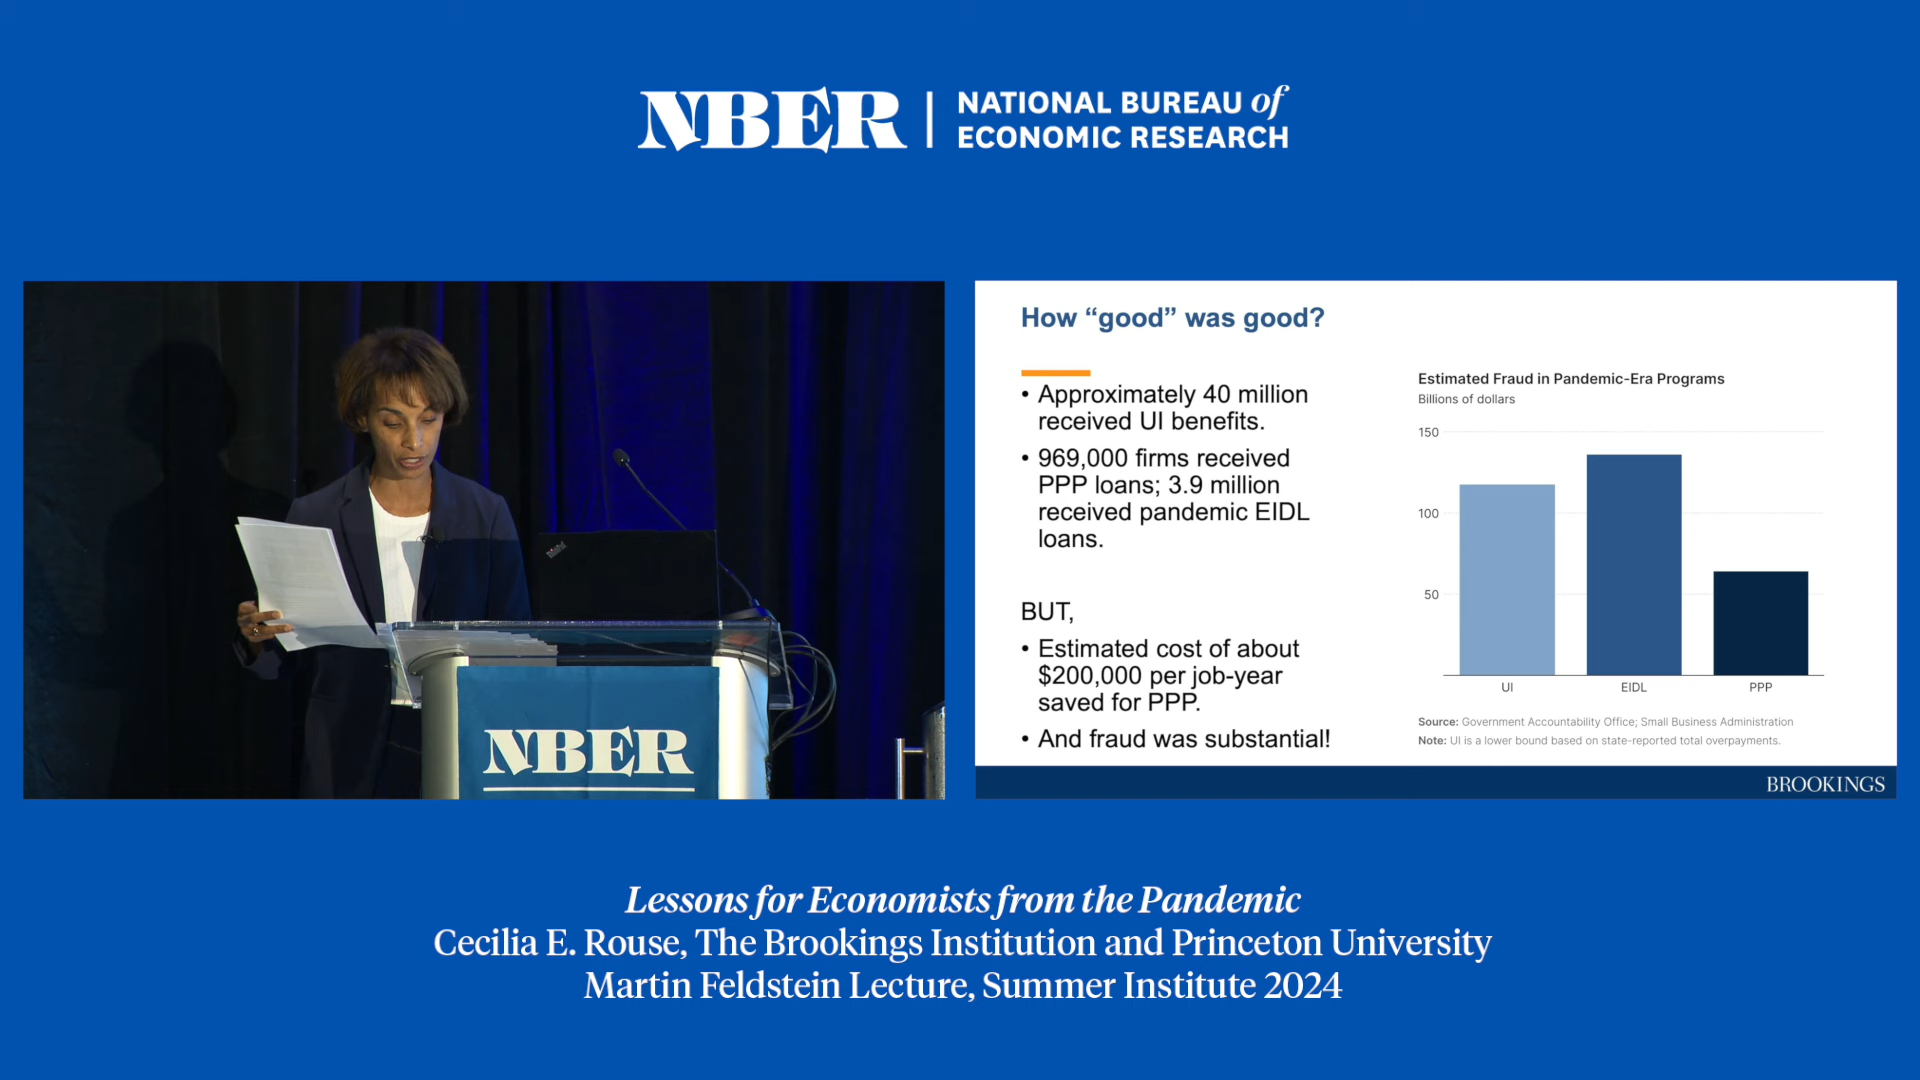 NBER | NATIONAL BUREAU of
ECONOMIC RESEARCH
How “good” was good?
• Approximately 40 million
received UI benefits.
• 969,000 firms received
PPP loans; 3.9 million
received pandemic EIDL
loans.
BUT,
• Estimated cost of about
$200,000 per job-year
saved for PPP.
• And fraud was substantial!
Estimated Fraud in Pandemic-Era Programs
Billions of dollars
150
100
50
UI EIDL PPP
Source: Government Accountability Office; Small Business Administration
Note: UI is a lower bound based on state-reported total overpayments.
BROOKINGS
NBER
Lessons for Economists from the Pandemic
Cecilia E. Rouse, The Brookings Institution and Princeton University
Martin Feldstein Lecture, Summer Institute 2024